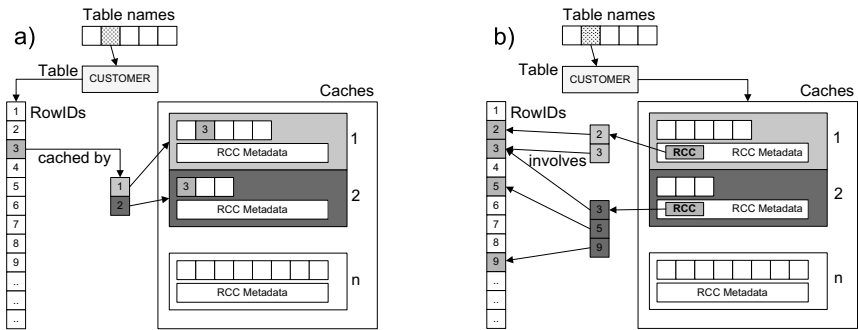 a)
Table names
Table
CUSTOMER
Caches
RowIDs
1
2
3
4
5
6
7
8
9
..
..
..
cached by
1
2
3
RCC Metadata
1
3
RCC Metadata
2
RCC Metadata
n
b)
Table names
Table
CUSTOMER
Caches
RowIDs
1
2
3
4
5
6
7
8
9
..
..
..
involves
2
3
3
5
9
RCC RCC Metadata
1
RCC RCC Metadata
2
RCC Metadata
n